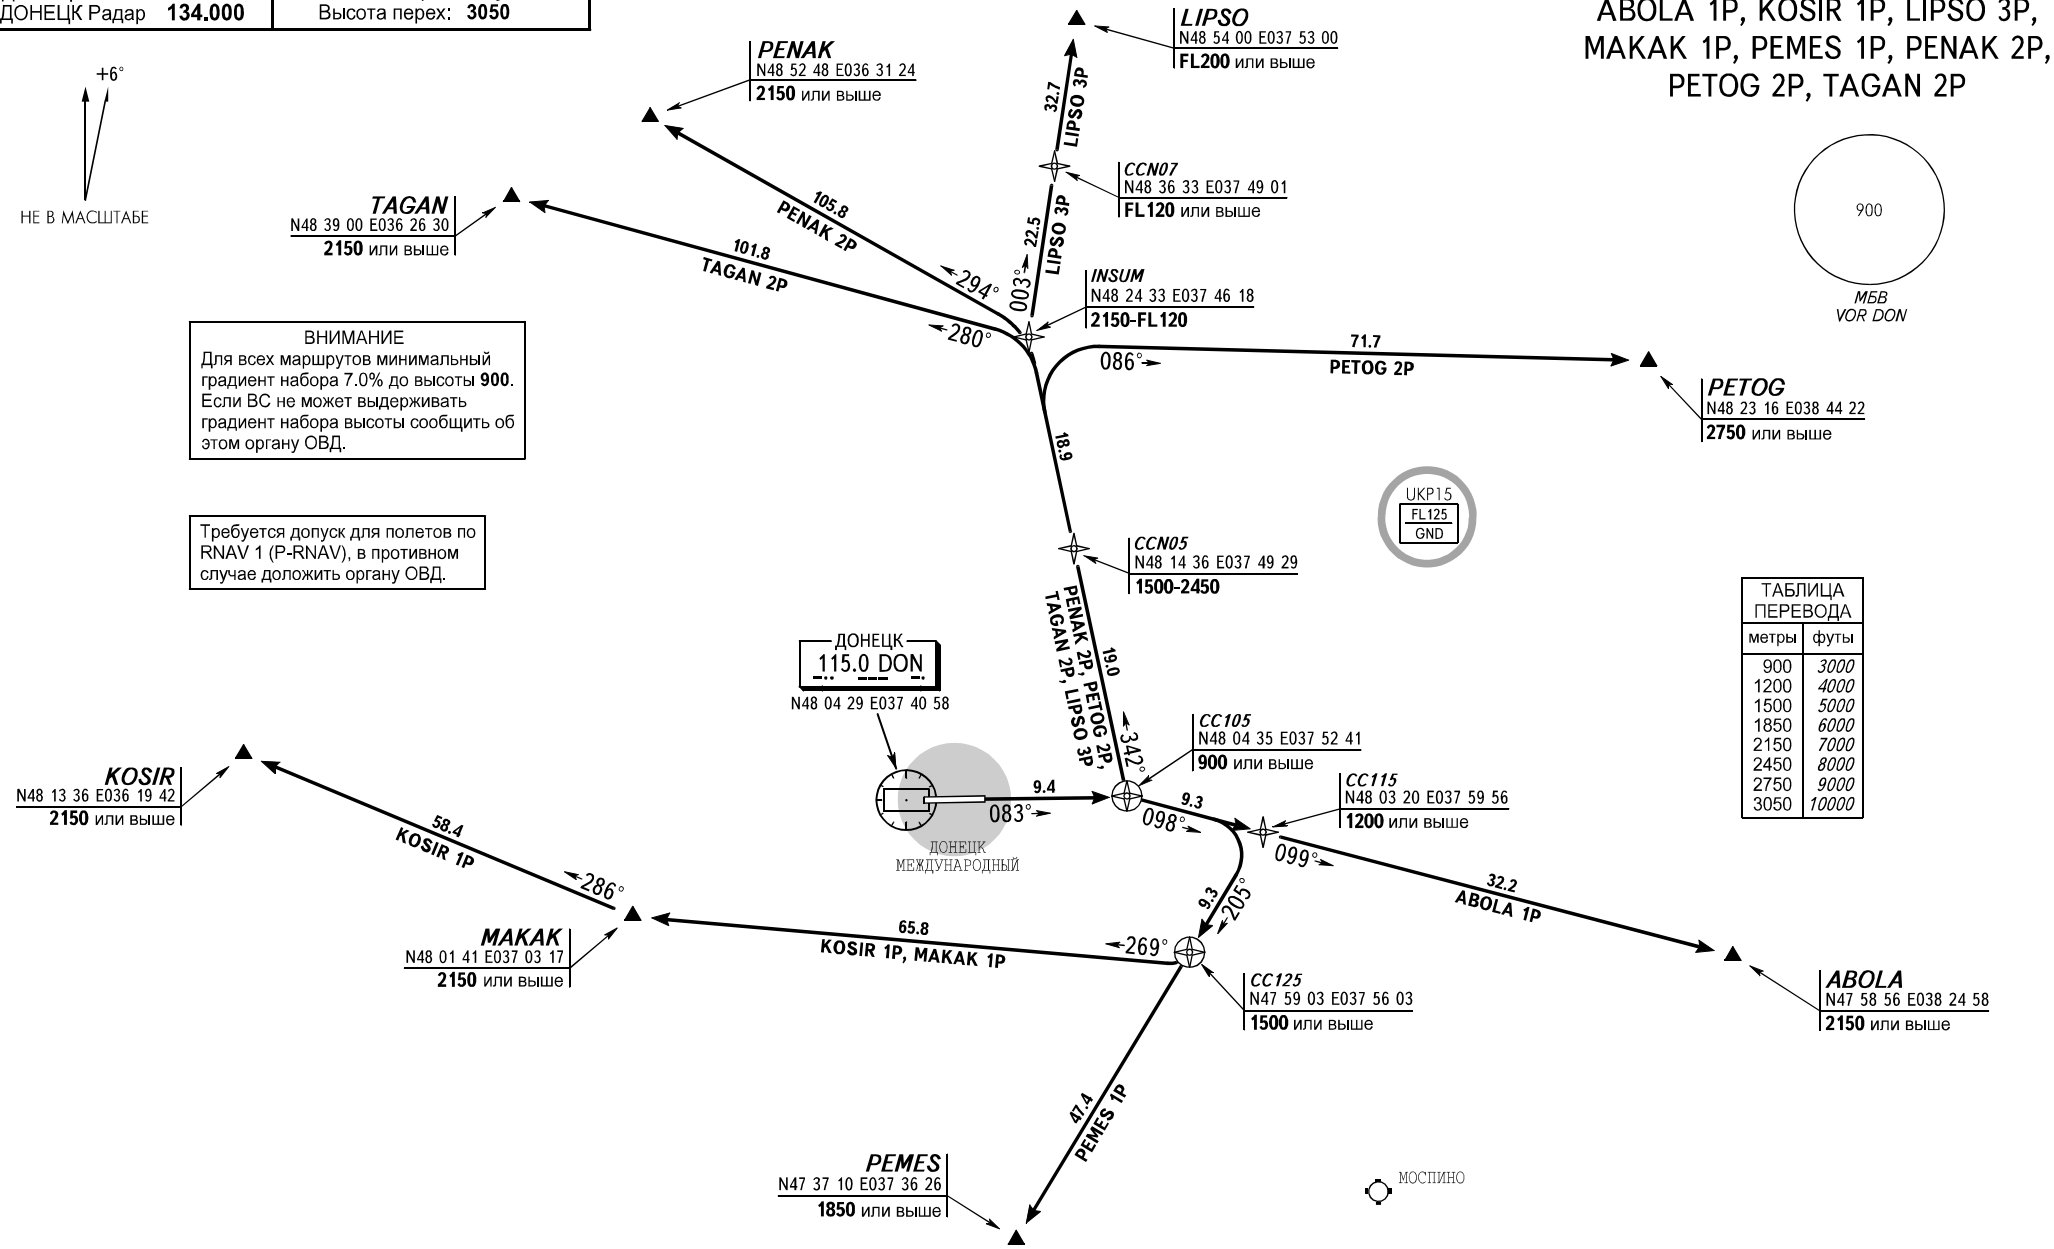 ДОНЕЦК Радар 134.000
Высота перех: 3050
ABOLA 1P, KOSIR 1P, LIPSO 3P,
MAKAK 1P, PEMES 1P, PENAK 2P,
PETOG 2P, TAGAN 2P
+6°
НЕ В МАСШТАБЕ
PENAK
N48 52 48 E036 31 24
2150 или выше
LIPSO
N48 54 00 E037 53 00
FL200 или выше
32.7
LIPSO 3P
CCN07
N48 36 33 E037 49 01
FL120 или выше
900
МБВ
VOR DON
TAGAN
N48 39 00 E036 26 30
2150 или выше
105.8
PENAK 2P
101.8
TAGAN 2P
22.5
LIPSO 3P
003°
294°
280°
INSUM
N48 24 33 E037 46 18
2150-FL120
71.7
PETOG 2P
086°
PETOG
N48 23 16 E038 44 22
2750 или выше
ВНИМАНИЕ
Для всех маршрутов минимальный
градиент набора 7.0% до высоты 900.
Если ВС не может выдерживать
градиент набора высоты сообщить об
этом органу ОВД.
18.9
UKP15
FL125
GND
Требуется допуск для полетов по
RNAV 1 (P-RNAV), в противном
случае доложить органу ОВД.
CCN05
N48 14 36 E037 49 29
1500-2450
PENAK 2P, PETOG 2P,
TAGAN 2P, LIPSO 3P
19.0
342°
ТАБЛИЦА
ПЕРЕВОДА
метры футы
900 3000
1200 4000
1500 5000
1850 6000
2150 7000
2450 8000
2750 9000
3050 10000
ДОНЕЦК
115.0 DON
N48 04 29 E037 40 58
CC105
N48 04 35 E037 52 41
900 или выше
9.4
083°
9.3
098°
CC115
N48 03 20 E037 59 56
1200 или выше
099°
32.2
ABOLA 1P
ДОНЕЦК
МЕЖДУНАРОДНЫЙ
KOSIR
N48 13 36 E036 19 42
2150 или выше
58.4
KOSIR 1P
286°
MAKAK
N48 01 41 E037 03 17
2150 или выше
65.8
KOSIR 1P, MAKAK 1P
269°
9.3
205°
CC125
N47 59 03 E037 56 03
1500 или выше
ABOLA
N47 58 56 E038 24 58
2150 или выше
47.4
PEMES 1P
PEMES
N47 37 10 E037 36 26
1850 или выше
МОСПИНО